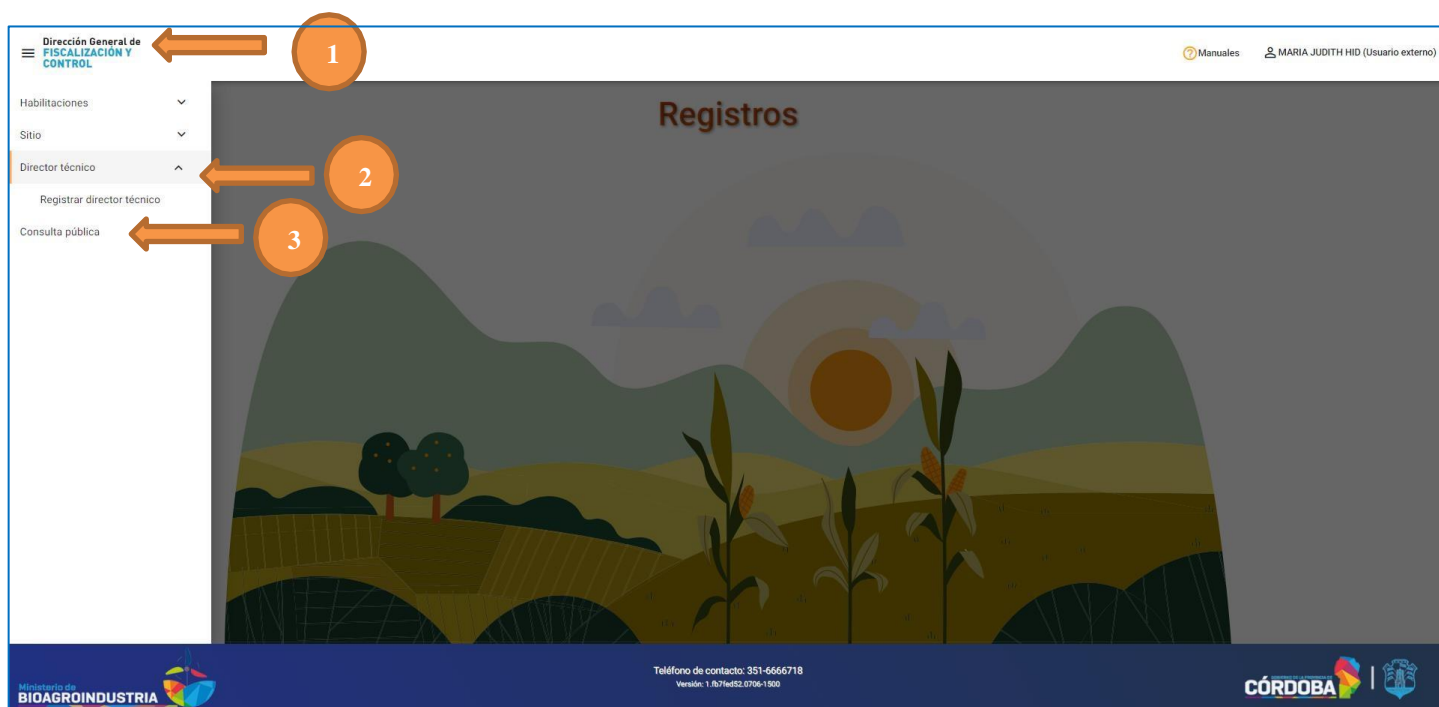 Dirección General de
FISCALIZACIÓN Y
CONTROL
1
Manuales
MARIA JUDITH HID (Usuario externo)
Habilitaciones
Sitio
Director técnico
2
Registrar director técnico
Consulta pública
3
Registros
Ministerio de
BIOAGROINDUSTRIA
Teléfono de contacto: 351-6666718
Versión: 1.fb7fed52.0706-1500
CÓRDOBA